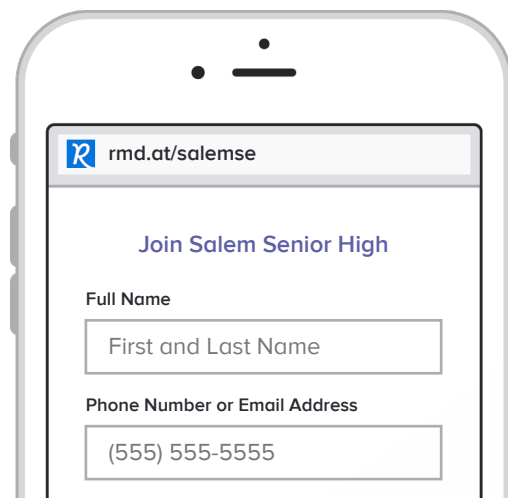 rmd.at/salemse
Join Salem Senior High
Full Name
First and Last Name
Phone Number or Email Address
(555) 555-5555